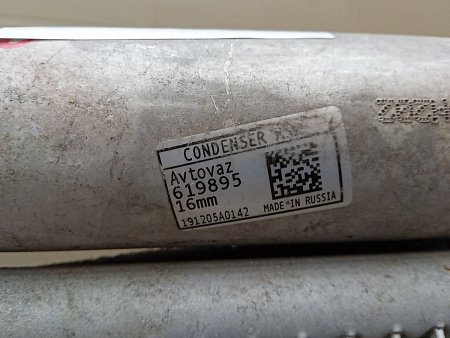 CONDENSER
Avtovaz
619895
16mm
191205A0142
MADE IN RUSSIA